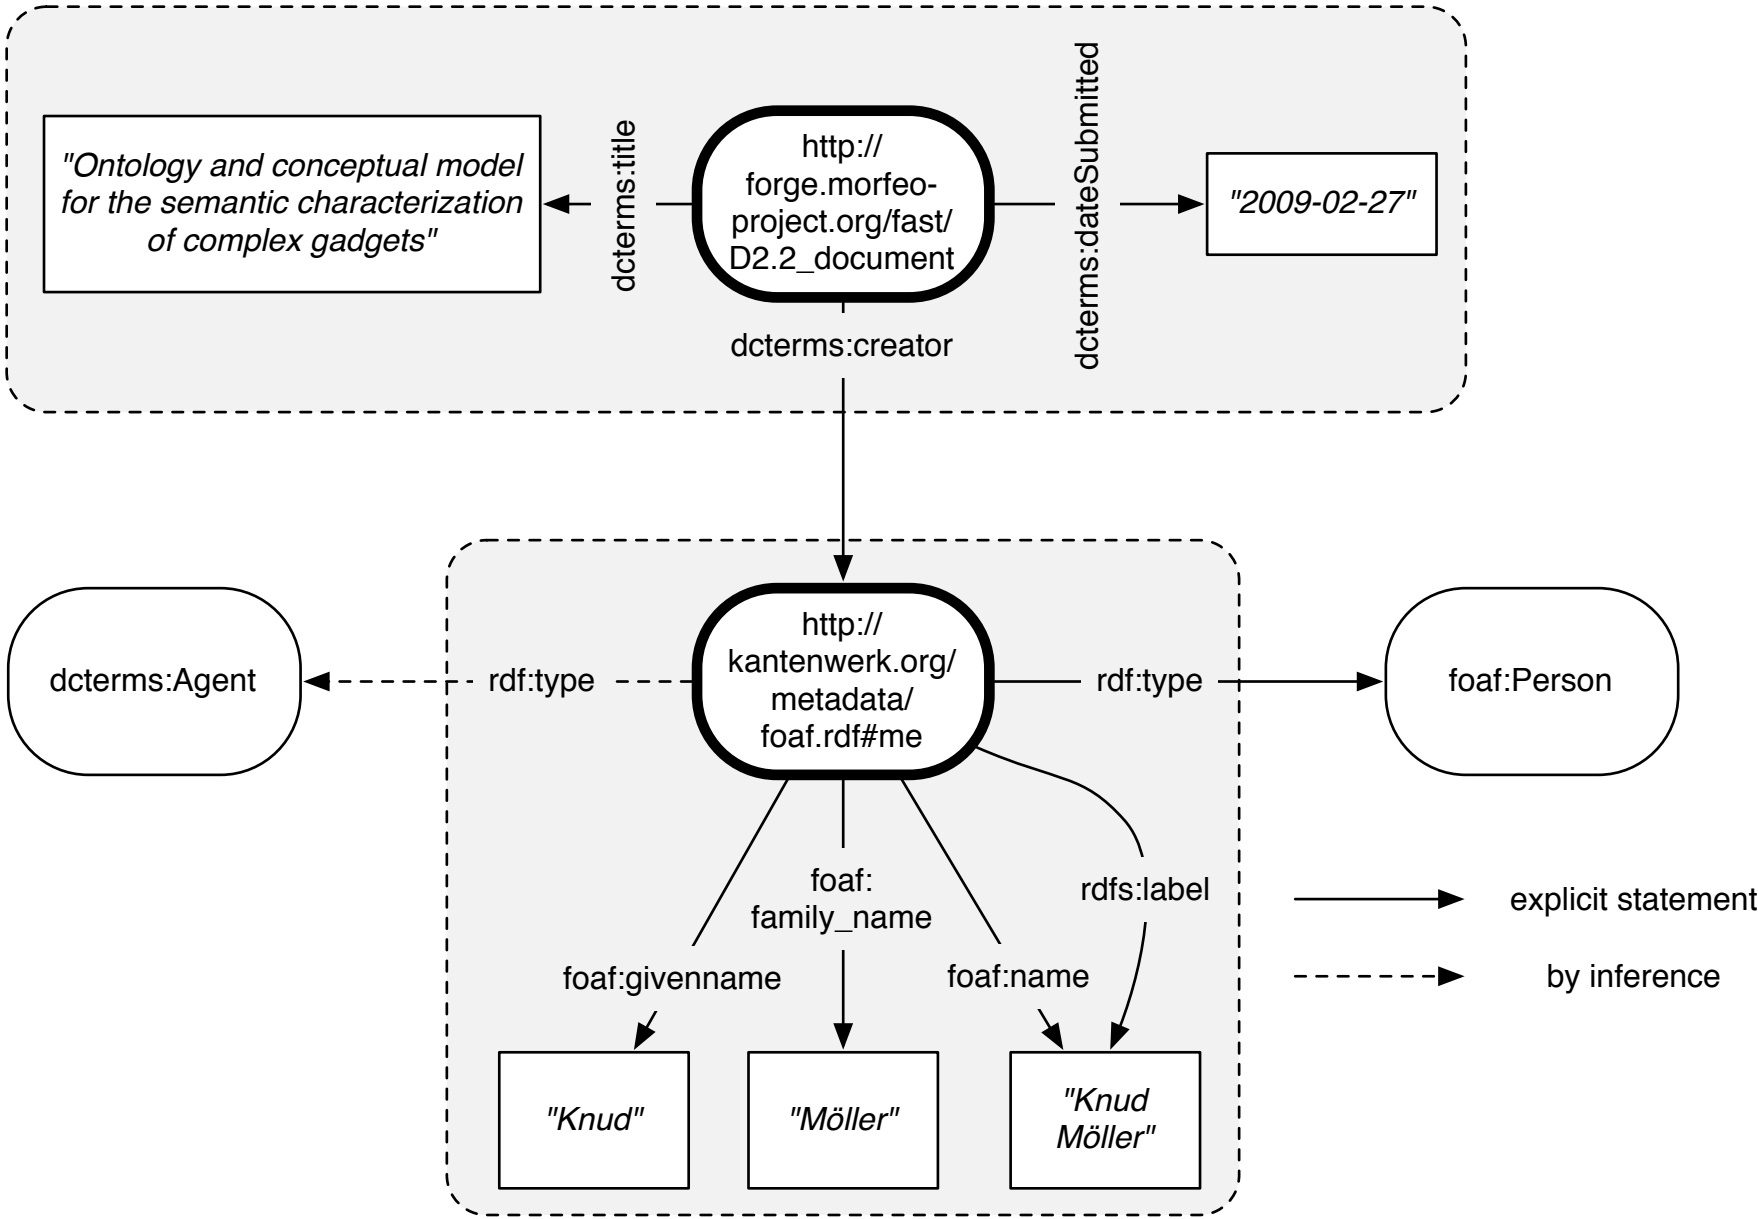 "Ontology and conceptual model
for the semantic characterization
of complex gadgets"
dcterms:title
http://
forge.morfeo-
project.org/fast/
D2.2_document
dcterms:dateSubmitted
"2009-02-27"
dcterms:creator
dcterms:Agent
rdf:type
http://
kantenwerk.org/
metadata/
foaf.rdf#me
rdf:type
foaf:Person
foaf:
family_name
rdfs:label
foaf:givenname
foaf:name
explicit statement
by inference
"Knud"
"Möller"
"Knud
Möller"